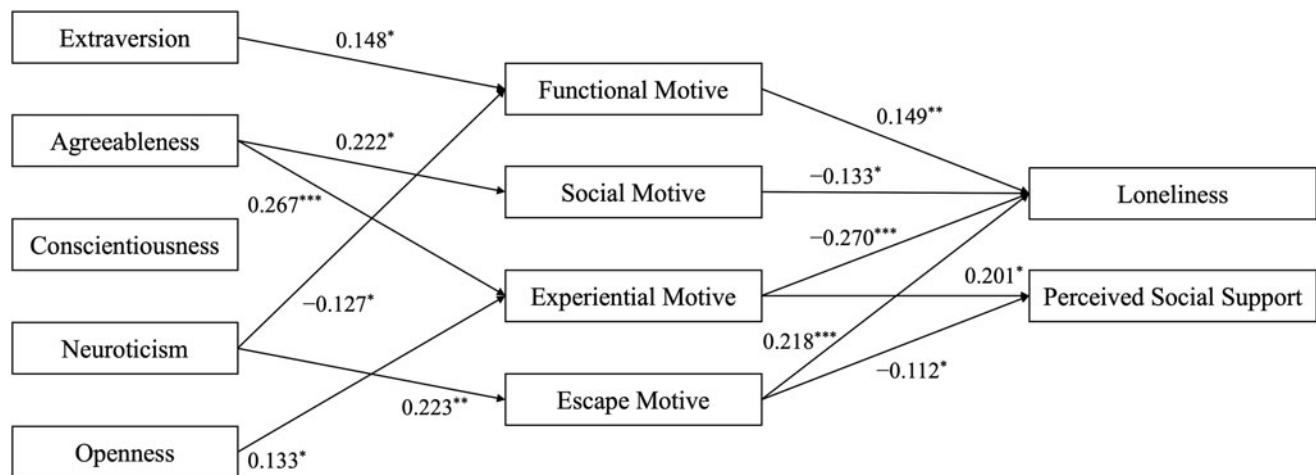 Extraversion
Agreeableness
Conscientiousness
Neuroticism
Openness
0.148*
0.222*
0.267***
−0.127*
0.223**
0.133*
Functional Motive
Social Motive
Experiential Motive
Escape Motive
0.149**
−0.133*
−0.270***
0.201*
0.218***
−0.112*
Loneliness
Perceived Social Support